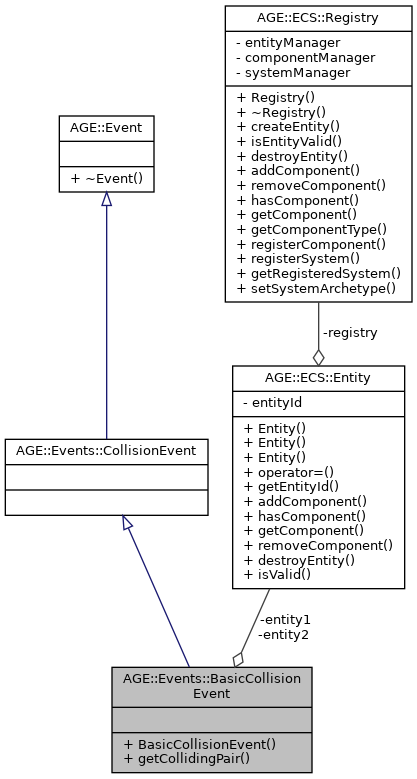 AGE::ECS::Registry
- entityManager
- componentManager
- systemManager
+ Registry()
+ ~Registry()
+ createEntity()
+ isEntityValid()
+ destroyEntity()
+ addComponent()
+ removeComponent()
+ hasComponent()
+ getComponent()
+ getComponentType()
+ registerComponent()
+ registerSystem()
+ getRegisteredSystem()
+ setSystemArchetype()
AGE::Event
+ ~Event()
-registry
AGE::ECS::Entity
- entityId
+ Entity()
+ Entity()
+ Entity()
+ operator=()
+ getEntityId()
+ addComponent()
+ hasComponent()
+ getComponent()
+ removeComponent()
+ destroyEntity()
+ isValid()
AGE::Events::CollisionEvent
-entity1
-entity2
AGE::Events::BasicCollision
Event
+ BasicCollisionEvent()
+ getCollidingPair()